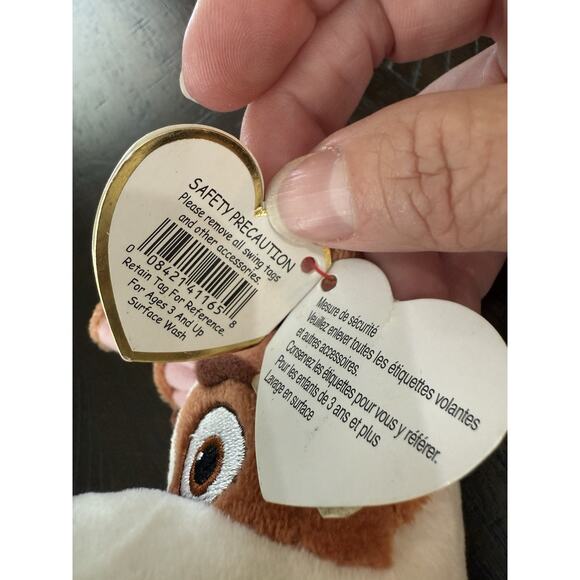 SAFETY PRECAUTION
Please remove all swing tags
and other accessories.
0 08421 41165 8
Retain Tag For Reference.
For Ages 3 And Up
Surface Wash
Mesure de sécurité
Veuillez enlever toutes les étiquettes volantes
et autres accessoires.
Conservez les étiquettes pour vous y référer.
Pour les enfants de 3 ans et plus
Lavage en surface